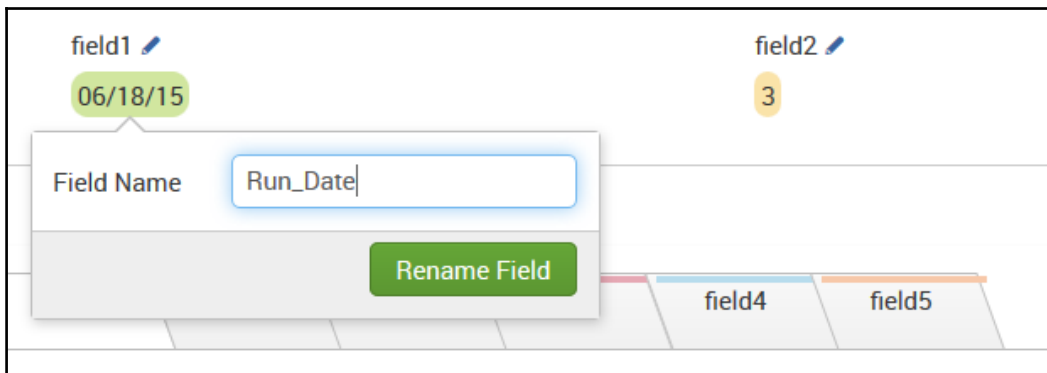 field1
field2
06/18/15
3
Field Name
Run_Date
Rename Field
field4
field5